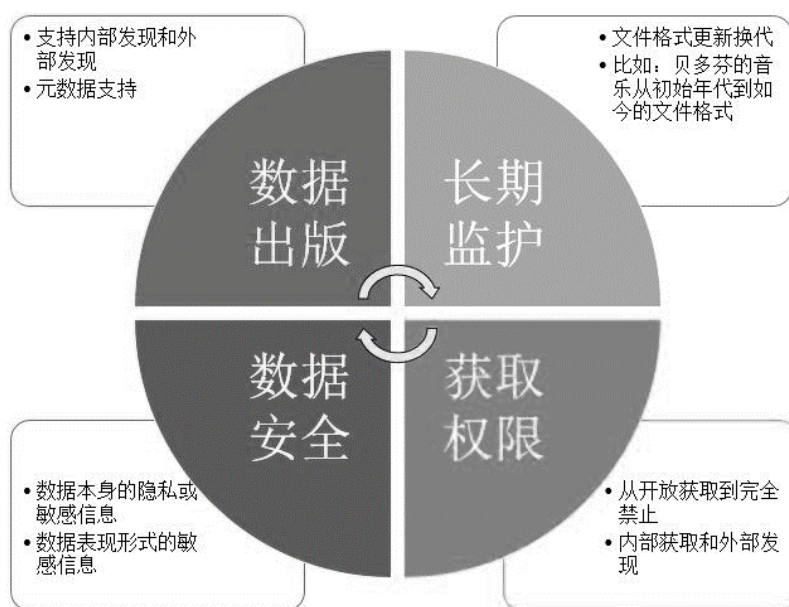 • 支持内部发现和外
部发现
• 元数据支持
• 文件格式更新换代
• 比如：贝多芬的音
乐从初始年代到如
今的文件格式
数据
出版
长期
监护
数据
安全
获取
权限
• 数据本身的隐私或
敏感信息
• 数据表现形式的敏
感信息
• 从开放获取到完全
禁止
• 内部获取和外部发
现